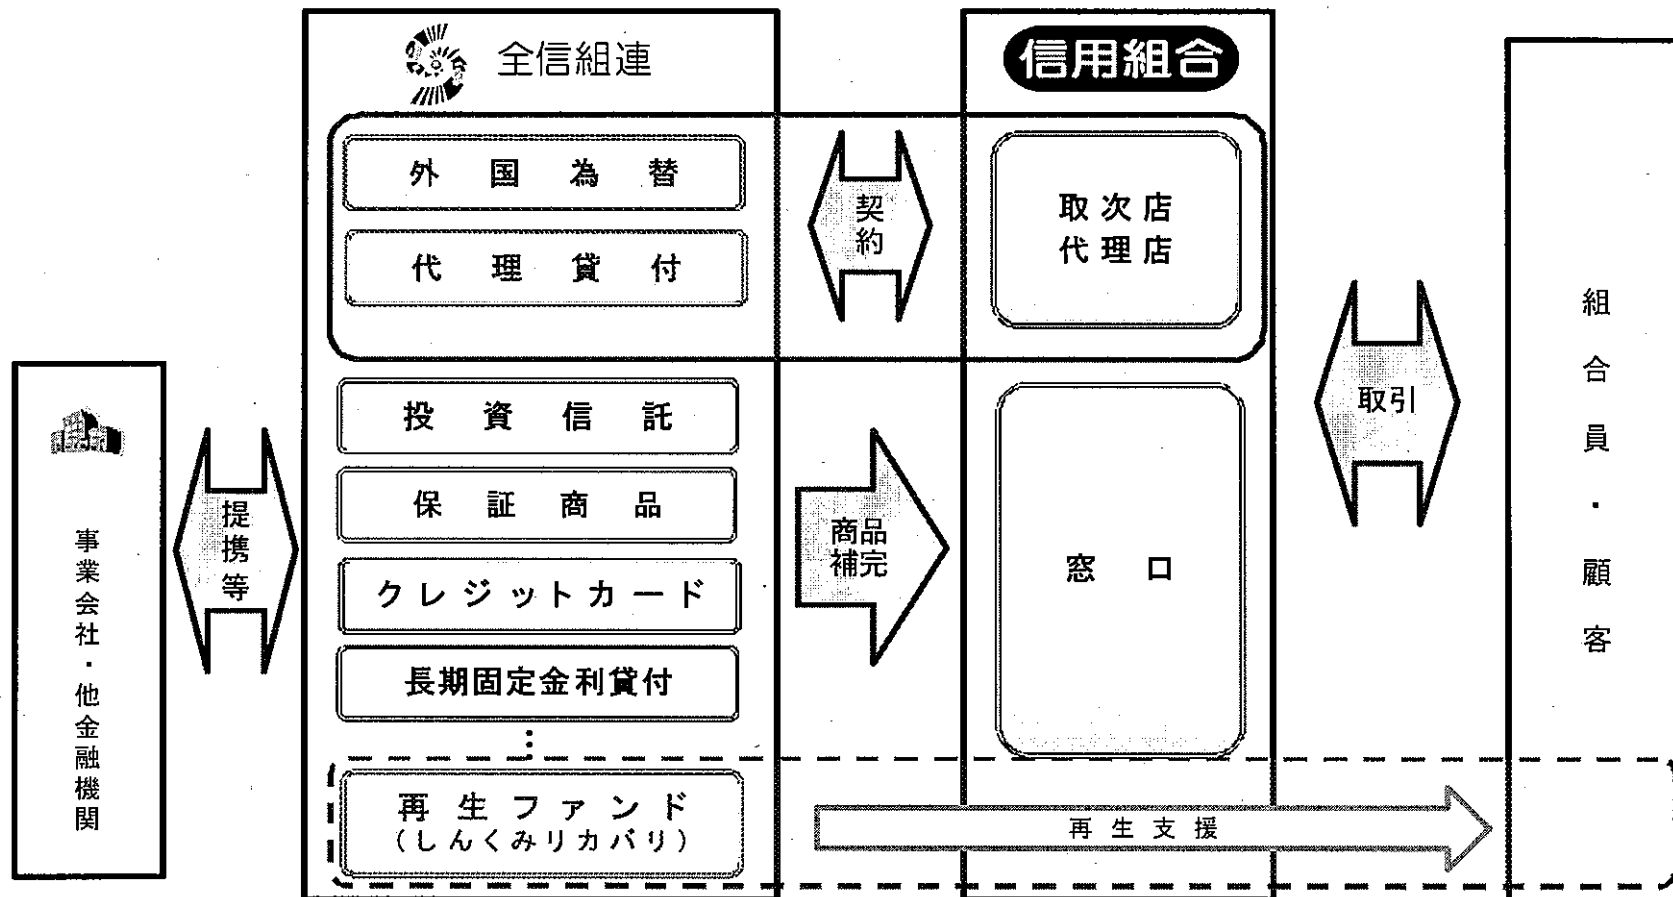 全信組連
信用組合
外国為替
代理貸付
契約
取次店
代理店
投資信託
保証商品
クレジットカード
長期固定金利貸付
再生ファンド
(しんくみリカバリ)
事業会社・他金融機関
提携等
商品
補完
窓口
取引
組合員・顧客
再生支援